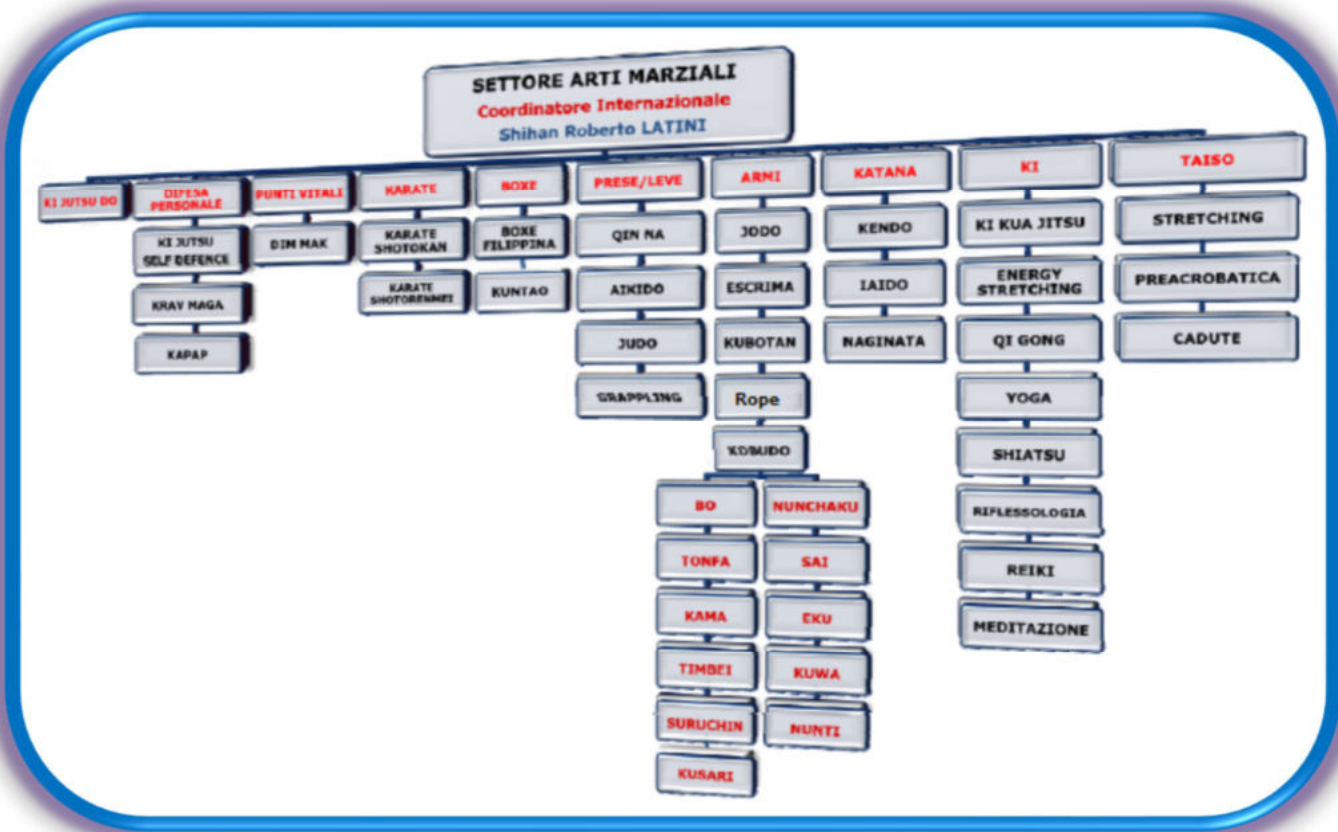 SETTORE ARTI MARZIALI
Coordinatore Internazionale
Shihan Roberto LATINI
KI JUTSU DO
DIFESA
PERSONALE
KI JUTSU
SELF DEFENCE
KRAV MAGA
KAPAP
PUNTI VITALI
DIM MAK
KARATE
KARATE
SHOTOKAN
KARATE
SHOTORENMEI
BOXE
BOXE
FILIPPINA
KUNTAO
PRESE/LEVE
QIN NA
AIKIDO
JUDO
GRAPPLING
ARMI
JODO
ESCRIMA
KUBOTAN
Rope
KOBUDO
BO
TONFA
KAMA
TIMBEI
SURUCHIN
KUSARI
NUNCHAKU
SAI
EKU
KUWA
NUNTI
KATANA
KENDO
IAIDO
NAGINATA
KI
KI KUA JITSU
ENERGY
STRETCHING
QI GONG
YOGA
SHIATSU
RIFLESSOLOGIA
REIKI
MEDITAZIONE
TAISO
STRETCHING
PREACROBATICA
CADUTE